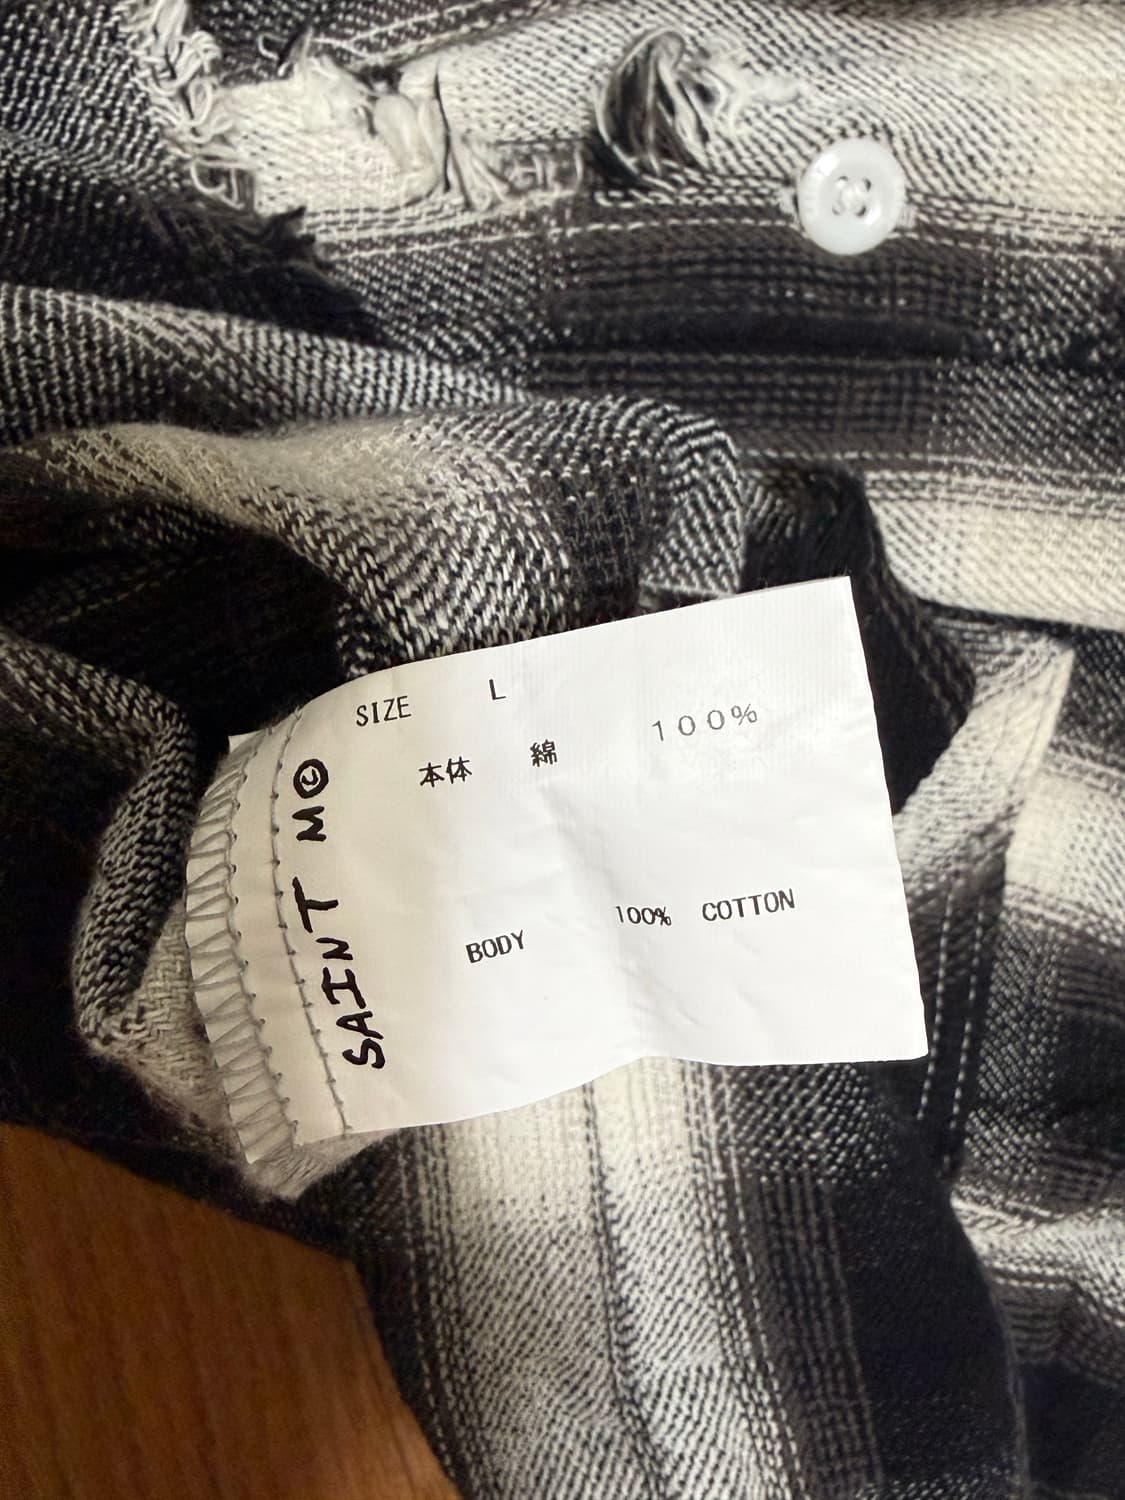 SIZE L
本体 綿 100%
BODY 100% COTTON
SAINT M©